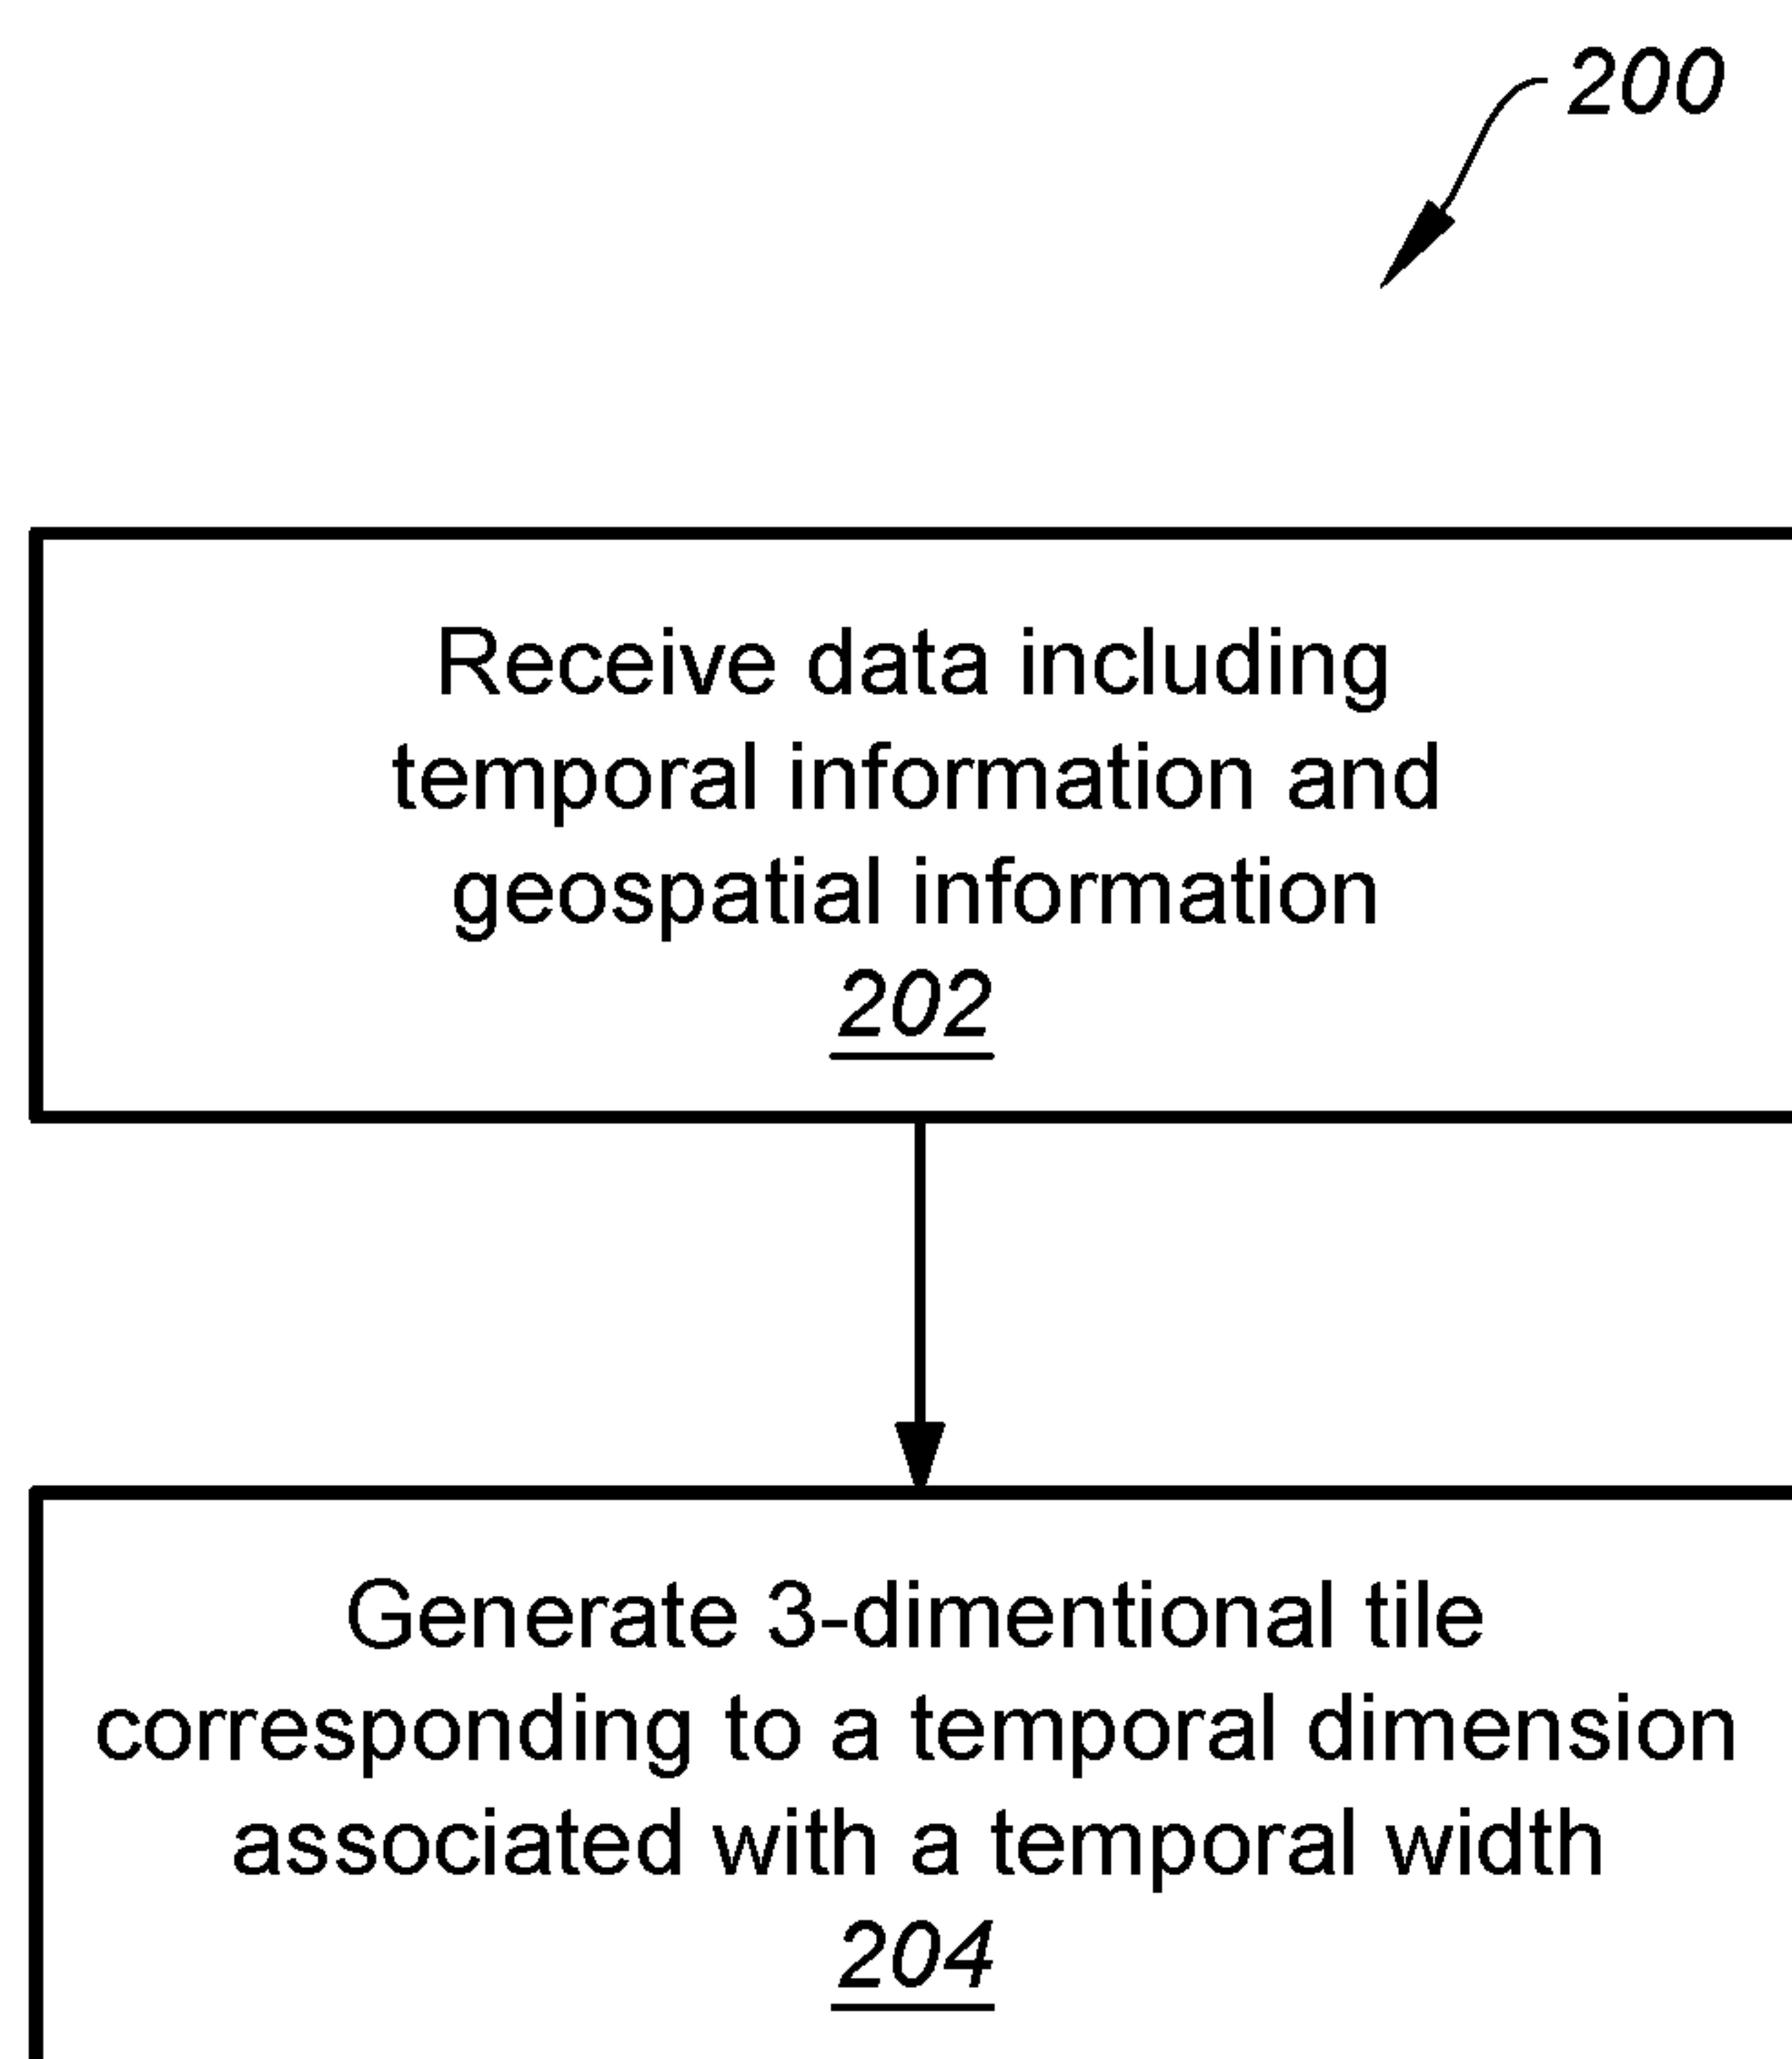 200
Receive data including
temporal information and
geospatial information
202
Generate 3-dimentional tile
corresponding to a temporal dimension
associated with a temporal width
204